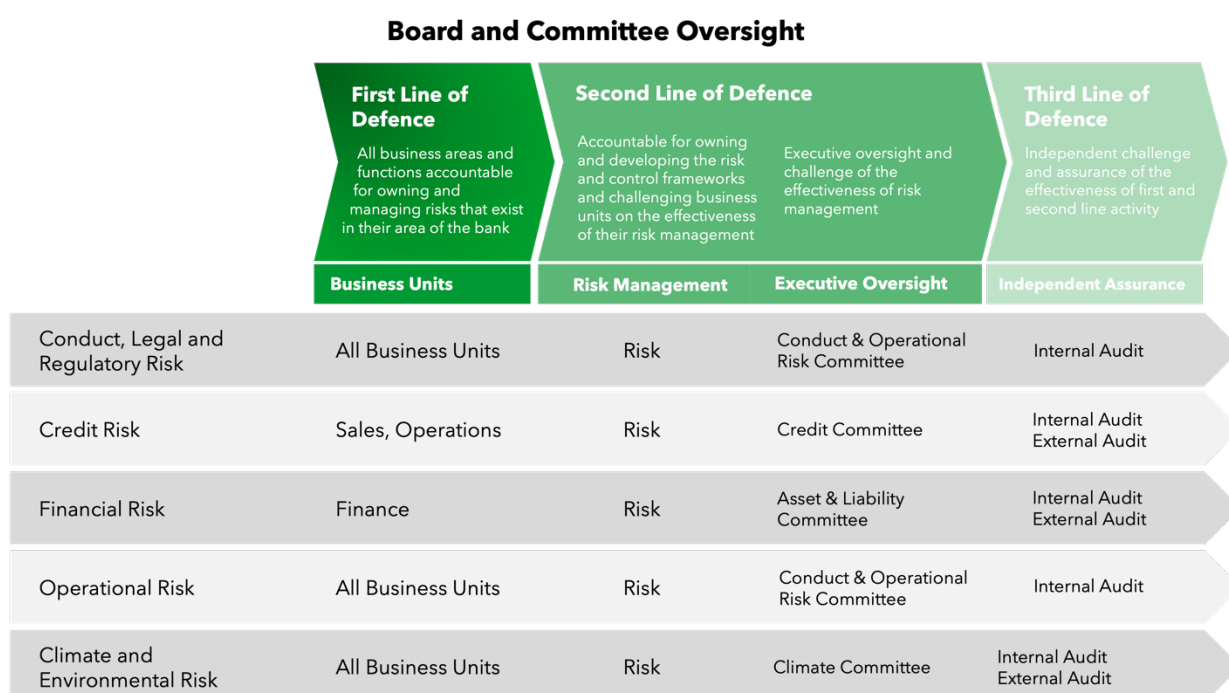 Board and Committee Oversight
First Line of
Defence
All business areas and
functions accountable
for owning and
managing risks that exist
in their area of the bank
Second Line of Defence
Accountable for owning
and developing the risk
and control frameworks
and challenging business
units on the effectiveness
of their risk management
Executive oversight and
challenge of the
effectiveness of risk
management
Third Line of
Defence
Independent challenge
and assurance of the
effectiveness of first and
second line activity
Business Units
Risk Management
Executive Oversight
Independent Assurance
Conduct, Legal and
Regulatory Risk
All Business Units
Risk
Conduct & Operational
Risk Committee
Internal Audit
Credit Risk
Sales, Operations
Risk
Credit Committee
Internal Audit
External Audit
Financial Risk
Finance
Risk
Asset & Liability
Committee
Internal Audit
External Audit
Operational Risk
All Business Units
Risk
Conduct & Operational
Risk Committee
Internal Audit
Climate and
Environmental Risk
All Business Units
Risk
Climate Committee
Internal Audit
External Audit